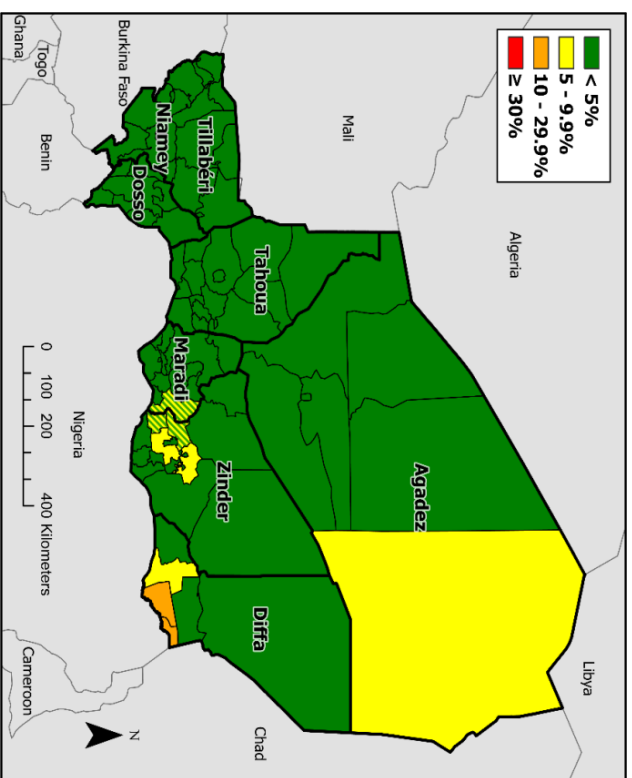 < 5%
5 - 9.9%
10 - 29.9%
≥ 30%
Algeria
Libya
Mali
Agadez
Tahoua
Tillabéri
Niamey
Dosso
Maradi
Zinder
Diffa
Chad
Burkina Faso
Togo
Ghana
Benin
Nigeria
Cameroon
N
0 100 200 400 Kilometers